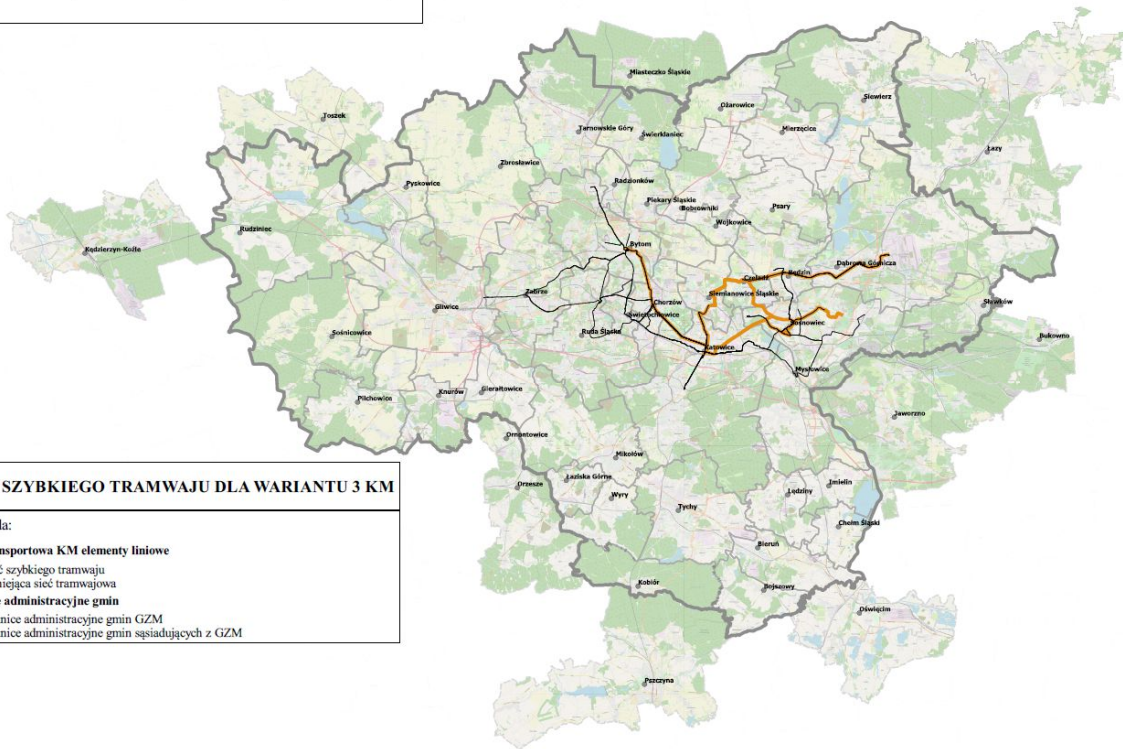 Miasteczko Śląskie
Ożarowice
Siewierz
Toszek
Tarnowskie Góry
Świerklaniec
Mierzęcice
Łazy
Zbrosławice
Pyskowice
Radzionków
Piekary Śląskie
Bobrowniki
Psary
Wojkowice
Rudziniec
Kędzierzyn-Koźle
Bytom
Dąbrowa Górnicza
Będzin
Czeladź
Siemianowice Śląskie
Zabrze
Chorzów
Świętochłowice
Sławków
Gliwice
Sosnowiec
Ruda Śląska
Sośnicowice
Katowice
Bukowno
Mysłowice
Pilchowice
Knurów
Gierałtowice
Jaworzno
Ornontowice
Mikołów
Orzesze
Łaziska Górne
Wyry
Lędziny
Imielin
Tychy
Chełm Śląski
Bieruń
Kobiór
Bojszowy
Oświęcim
Pszczyna
SZYBKIEGO TRAMWAJU DLA WARIANTU 3 KM
da:
nsportowa KM elementy liniowe
ć szybkiego tramwaju
niejąca sieć tramwajowa
e administracyjne gmin
nice administracyjne gmin GZM
nice administracyjne gmin sąsiadujących z GZM